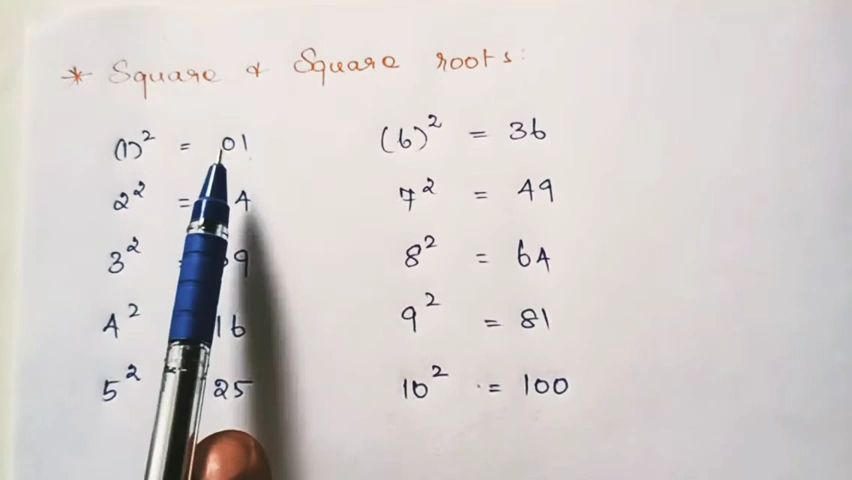 * Square & Square roots:
(1)² = 01
2² = 4
3² = 9
4² 16
5² 25
(6)² = 36
7² = 49
8² = 64
9² = 81
10² = 100